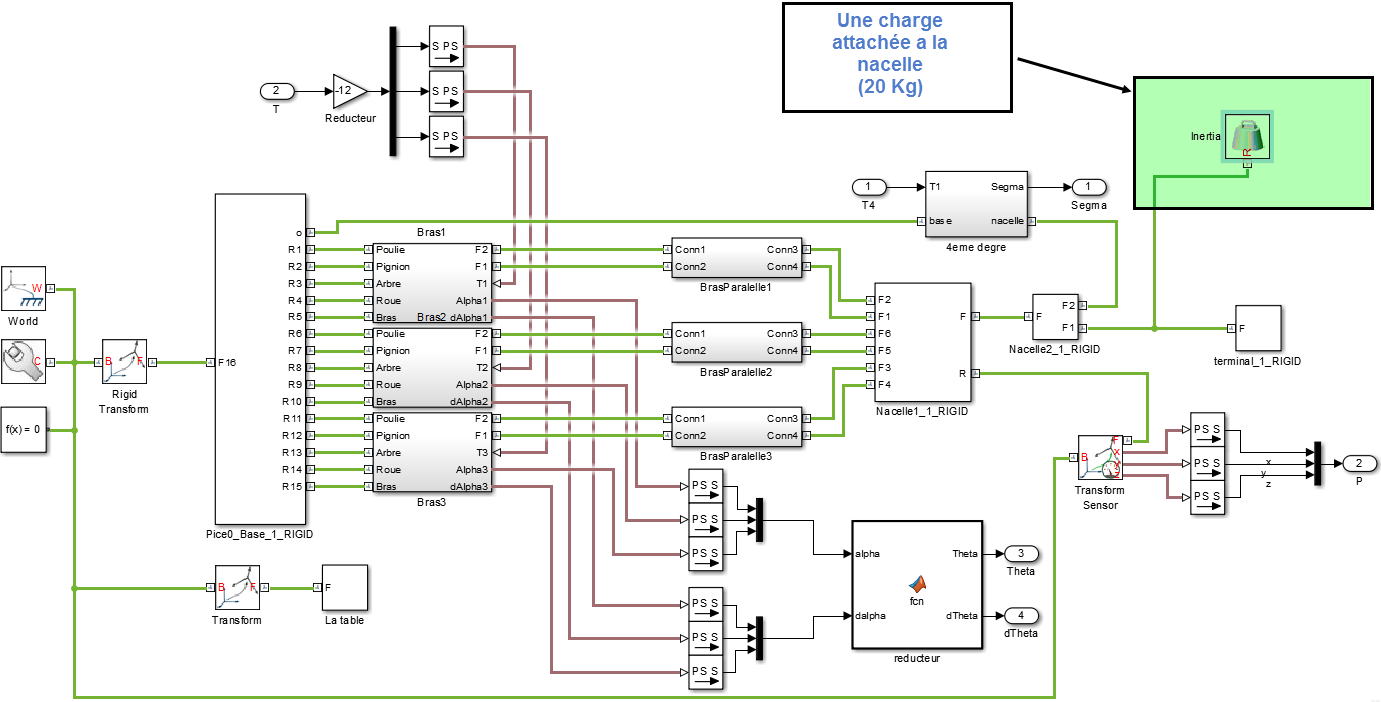 Une charge
attachée a la
nacelle
(20 Kg)
S PS
2
T
-12
Reducteur
S PS
S PS
Inertia
R
1
T4
T1
Segma
base
nacelle
4eme degre
1
Segma
World
W
C
f(x) = 0
B
F
Rigid
Transform
F16
o
R1
R2
R3
R4
R5
R6
R7
R8
R9
R10
R11
R12
R13
R14
R15
Pice0_Base_1_RIGID
Bras1
Poulie
F2
Pignion
F1
Arbre
T1
Roue
Alpha1
Bras
dAlpha1
Bras2
Poulie
F2
Pignion
F1
Arbre
T2
Roue
Alpha2
Bras
dAlpha2
Poulie
F2
Pignion
F1
Arbre
T3
Roue
Alpha3
Bras
dAlpha3
Bras3
Conn1
Conn3
Conn2
Conn4
BrasParalelle1
Conn1
Conn3
Conn2
Conn4
BrasParalelle2
Conn1
Conn3
Conn2
Conn4
BrasParalelle3
F2
F1
F6
F5
F3
F4
F
R
Nacelle1_1_RIGID
F
F2
F1
Nacelle2_1_RIGID
F
terminal_1_RIGID
B
F
X
Transform
Sensor
PS S
PS S
PS S
x
y
z
2
P
PS S
PS S
PS S
PS S
PS S
PS S
alpha
Theta
fcn
dalpha
dTheta
reducteur
3
Theta
4
dTheta
B
F
Transform
F
La table